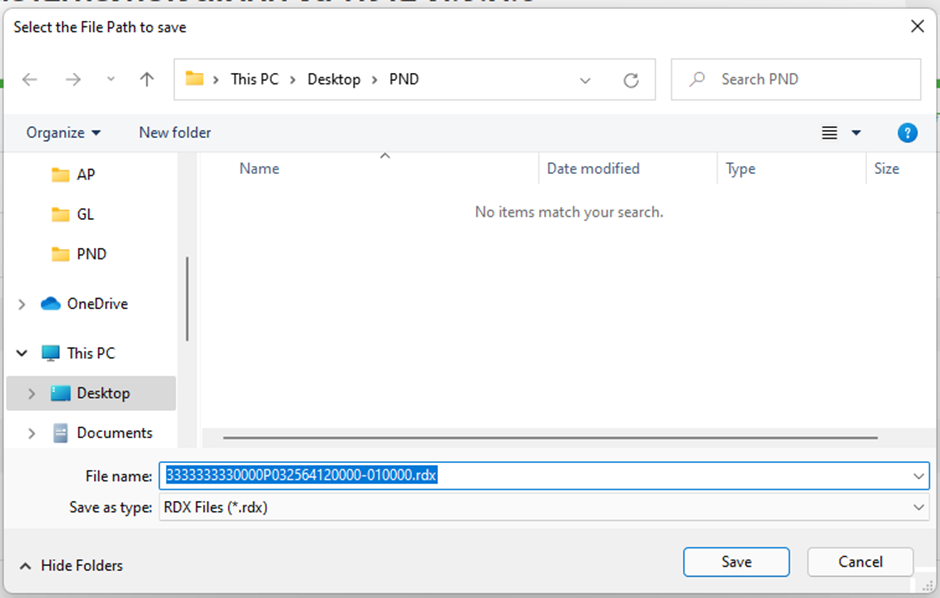 Select the File Path to save
This PC > Desktop > PND
Search PND
Organize
New folder
?
Name
Date modified
Type
Size
No items match your search.
AP
GL
PND
OneDrive
This PC
Desktop
Documents
File name: 3333333330000P032564120000-010000.rdx
Save as type: RDX Files (*.rdx)
Hide Folders
Save
Cancel